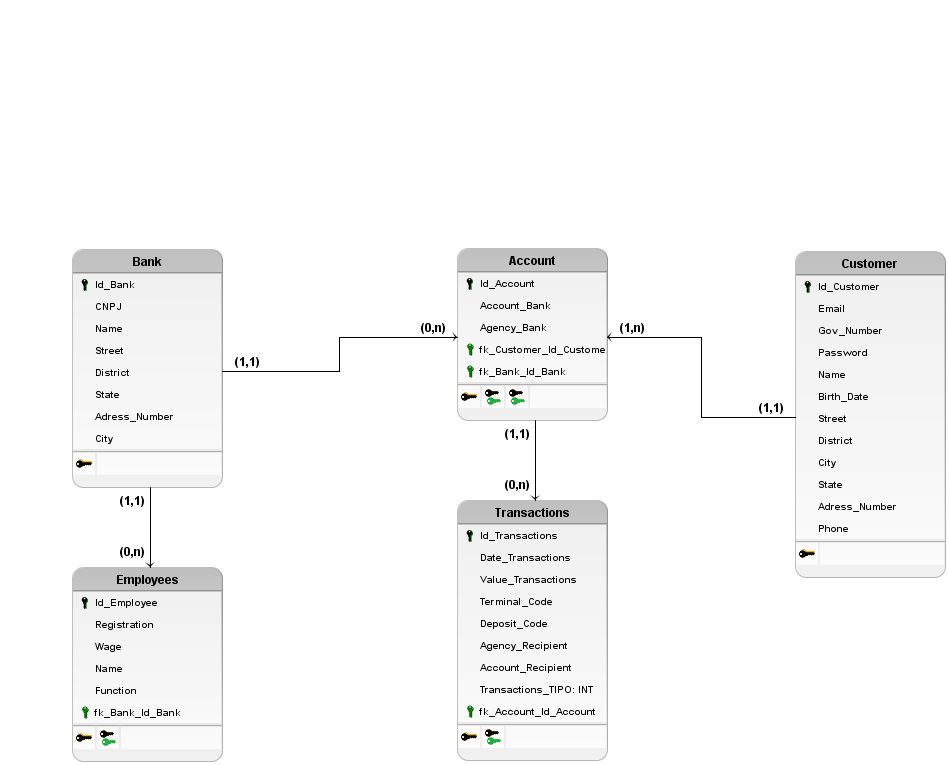 Bank
Id_Bank
CNPJ
Name
Street
District
State
Adress_Number
City
(1,1)
(0,n)
Account
Id_Account
Account_Bank
Agency_Bank
fk_Customer_Id_Custome
fk_Bank_Id_Bank
(1,n)
(1,1)
Customer
Id_Customer
Email
Gov_Number
Password
Name
Birth_Date
Street
District
City
State
Adress_Number
Phone
(1,1)
(0,n)
Employees
Id_Employee
Registration
Wage
Name
Function
fk_Bank_Id_Bank
(1,1)
(0,n)
Transactions
Id_Transactions
Date_Transactions
Value_Transactions
Terminal_Code
Deposit_Code
Agency_Recipient
Account_Recipient
Transactions_TIPO: INT
fk_Account_Id_Account